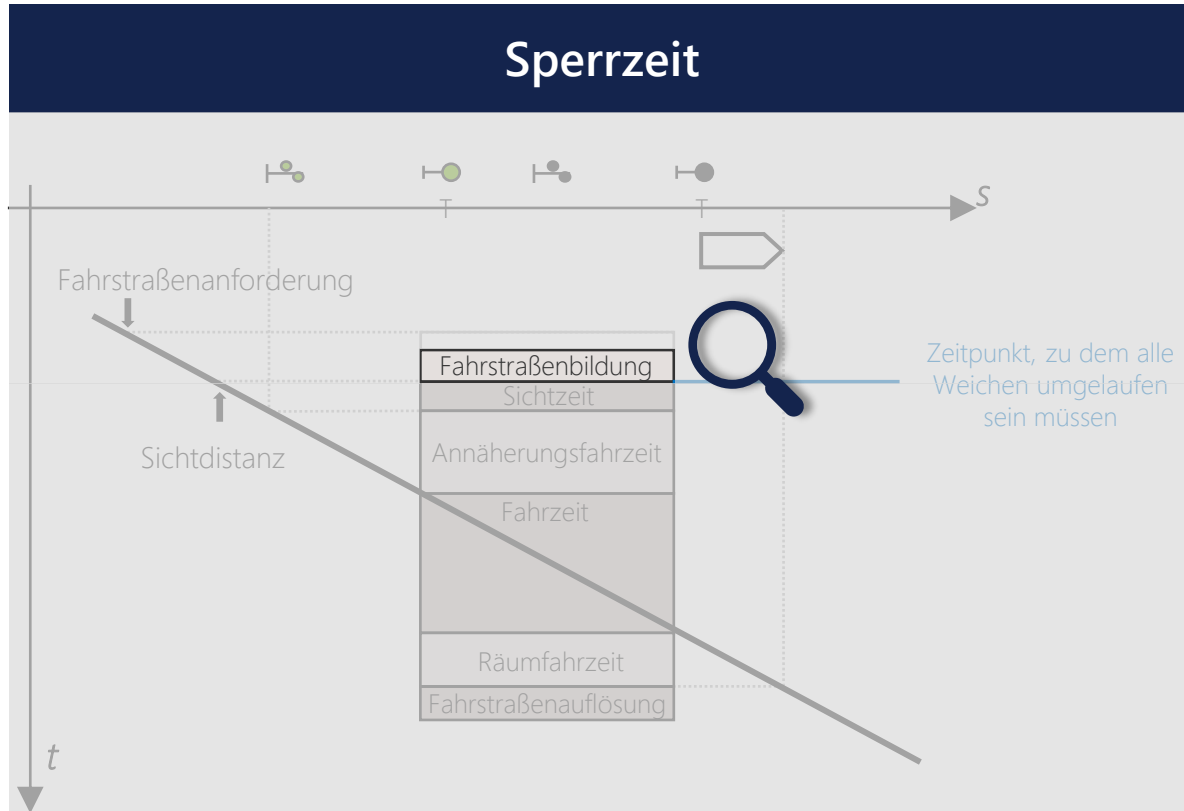 Sperrzeit
s
Fahrstraßenanforderung
Fahrstraßenbildung
Zeitpunkt, zu dem alle
Weichen umgelaufen
sein müssen
Sichtzeit
Sichtdistanz
Annäherungsfahrzeit
Fahrzeit
Räumfahrzeit
Fahrstraßenauflösung
t